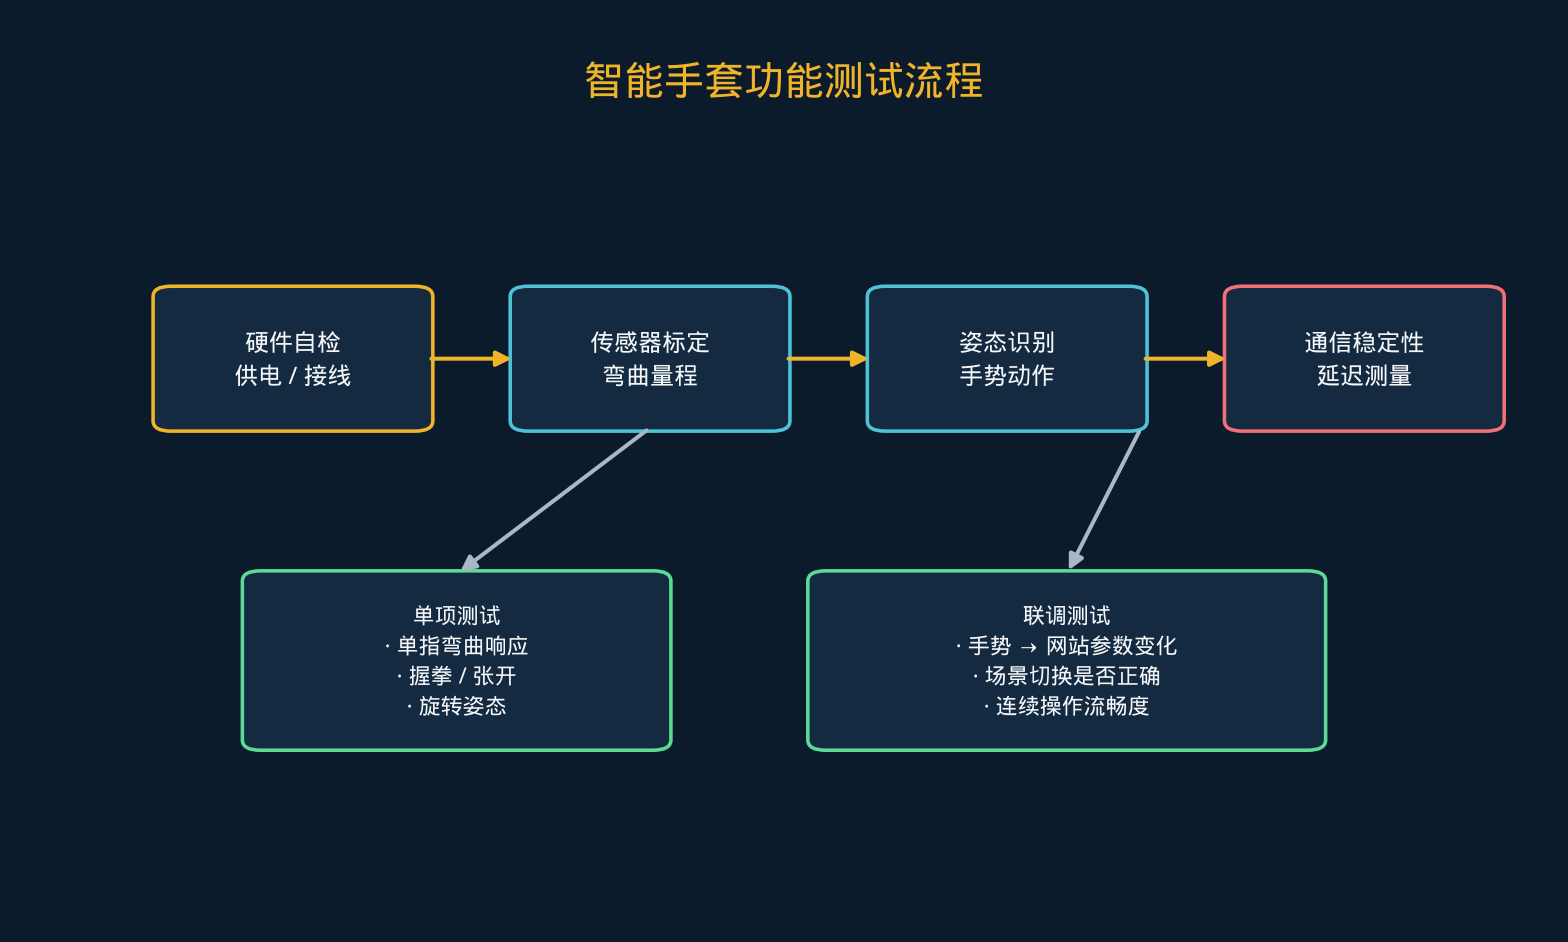 智能手套功能测试流程
硬件自检
供电 / 接线
传感器标定
弯曲量程
姿态识别
手势动作
通信稳定性
延迟测量
单项测试
· 单指弯曲响应
· 握拳 / 张开
· 旋转姿态
联调测试
· 手势 → 网站参数变化
· 场景切换是否正确
· 连续操作流畅度